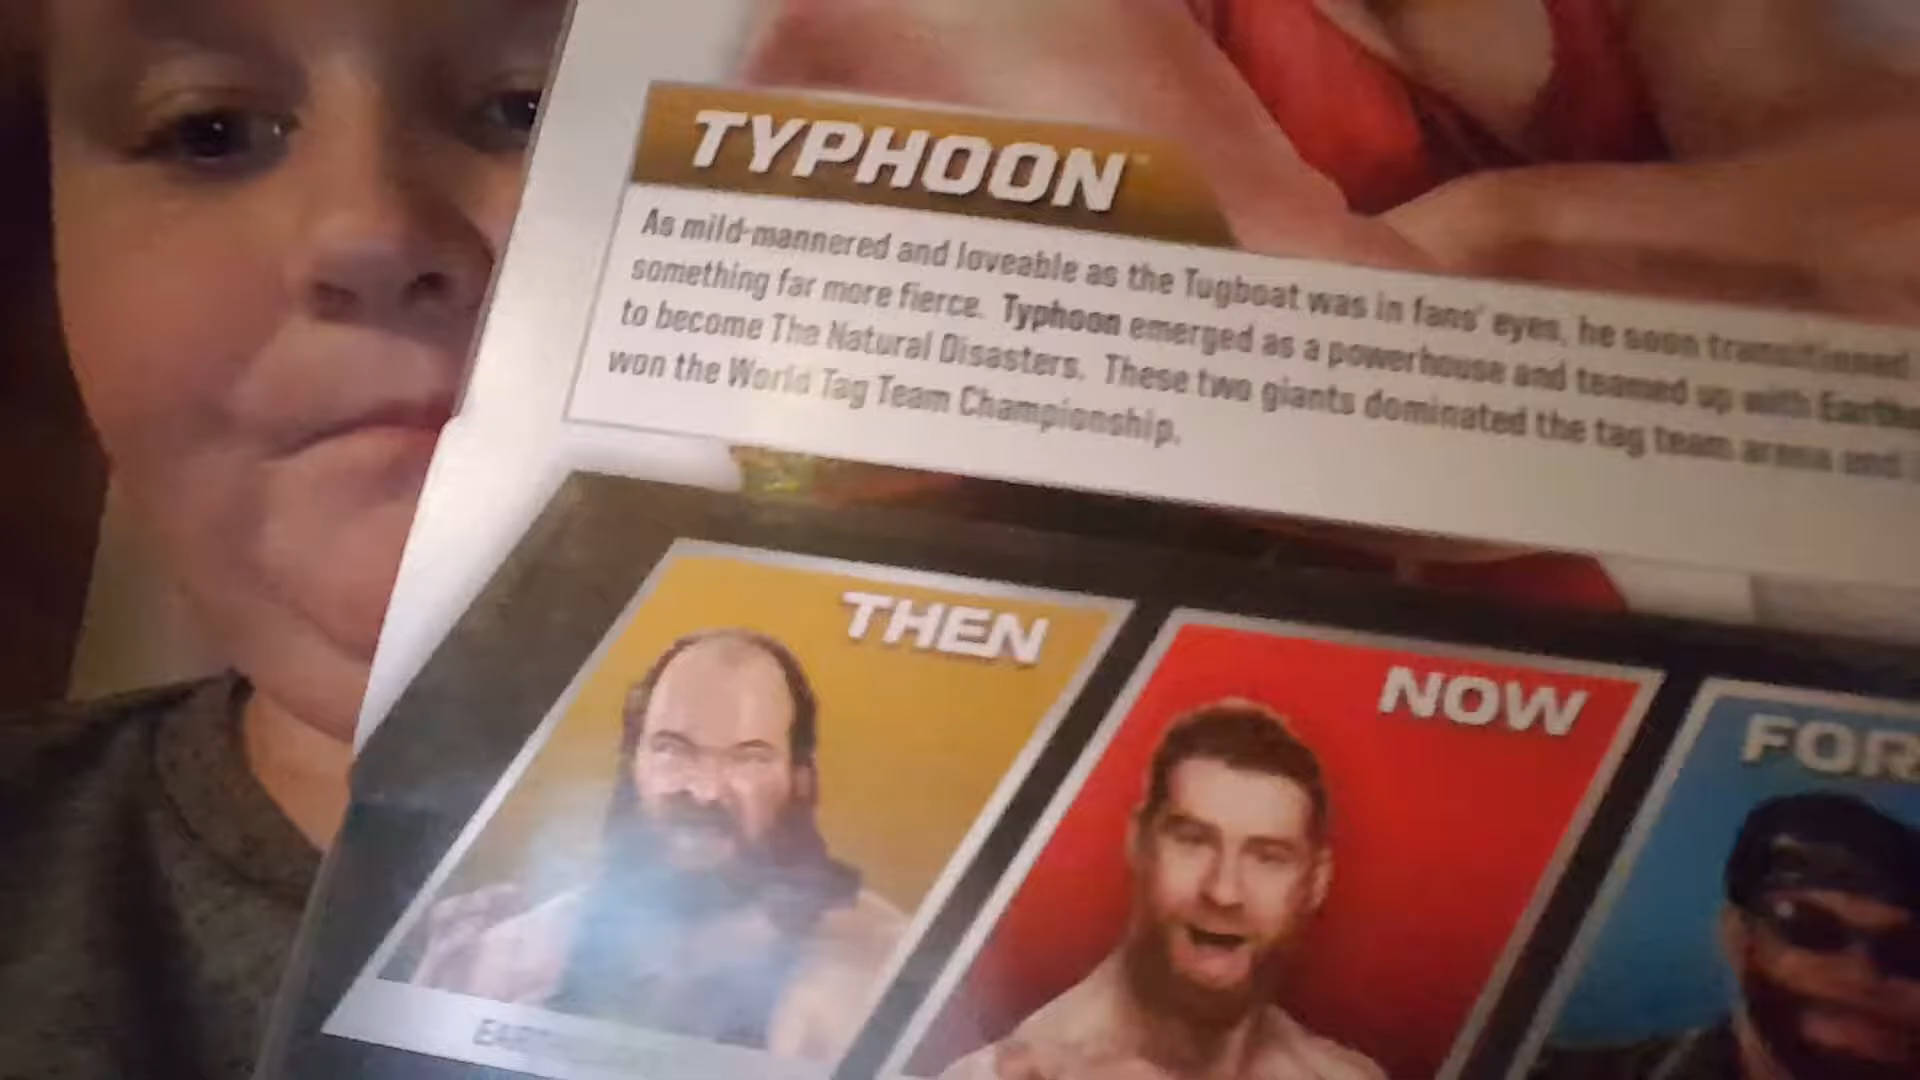 TYPHOON™
As mild-mannered and loveable as the Tugboat was in fans' eyes, he soon transitioned
something far more fierce. Typhoon emerged as a powerhouse and teamed up with
to become The Natural Disasters. These two giants dominated the tag team arena and
won the World Tag Team Championship.
THEN
NOW
FOR